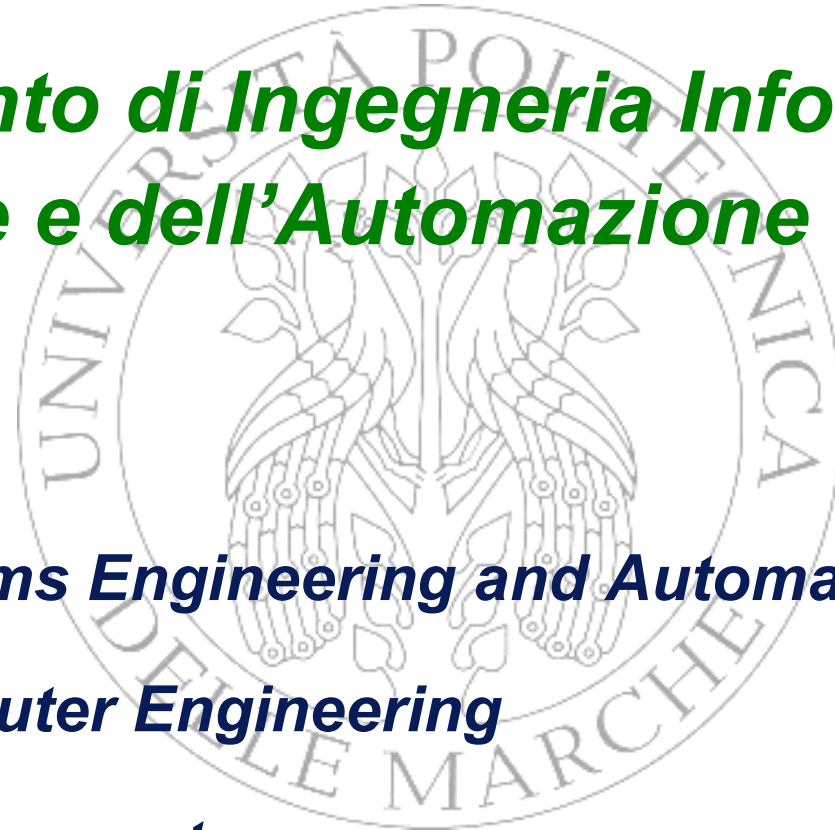 nto di Ingegneria Info
e e dell’Automazione
UNIVERSITÀ POLITECNICA
DELLE MARCHE
ms Engineering and Automa
uter Engineering